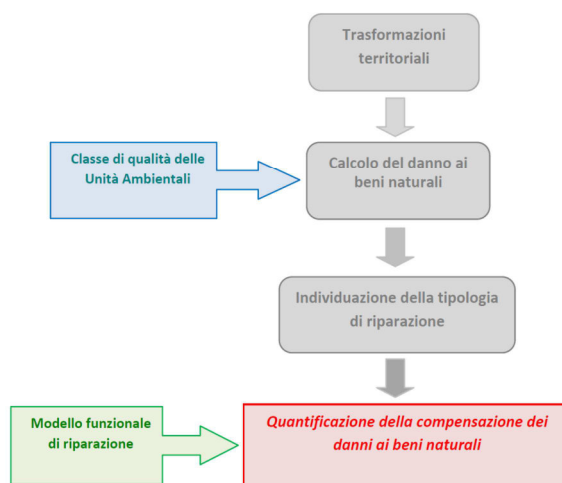 Trasformazioni
territoriali
Classe di qualità delle
Unità Ambientali
Calcolo del danno ai
beni naturali
Individuazione della tipologia
di riparazione
Modello funzionale
di riparazione
Quantificazione della compensazione dei
danni ai beni naturali